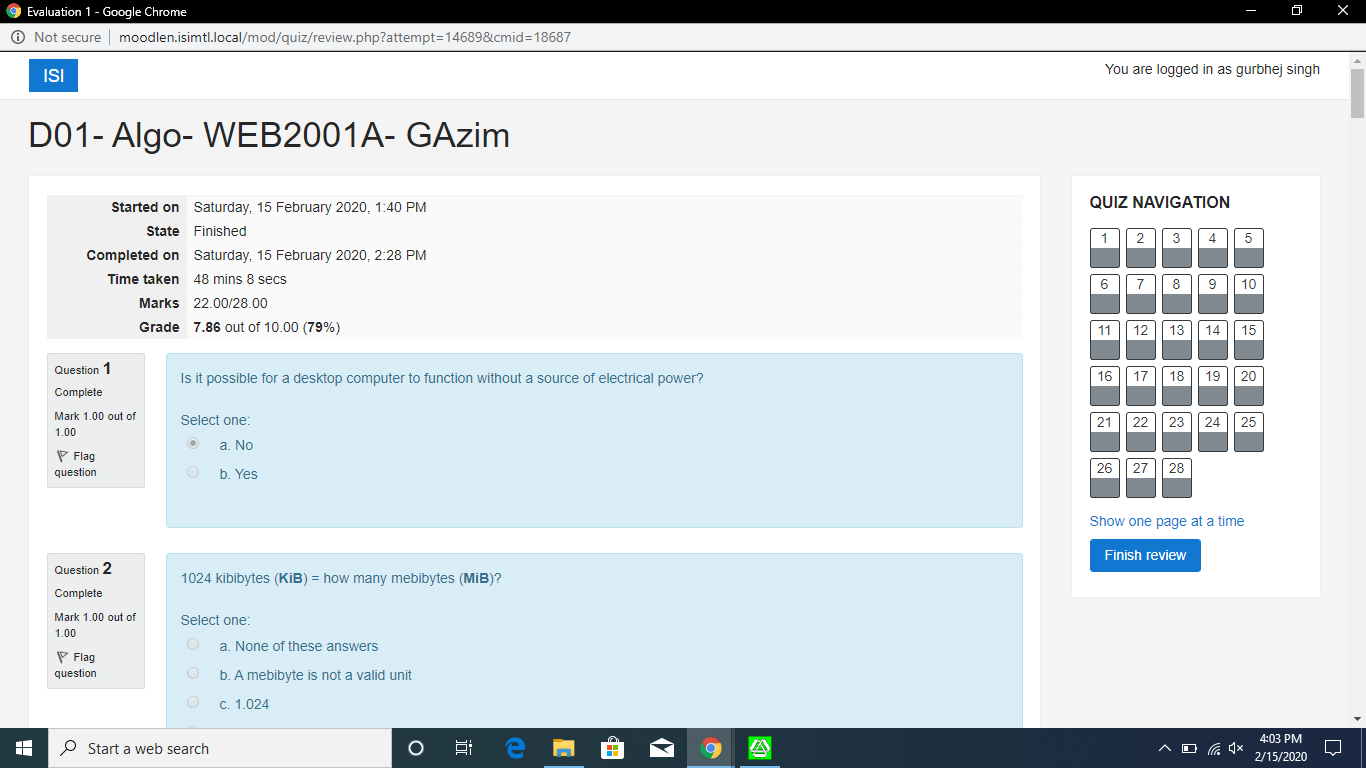 Evaluation 1 - Google Chrome
Not secure | moodlen.isimtl.local/mod/quiz/review.php?attempt=14689&cmid=18687
ISI
You are logged in as gurbhej singh
D01- Algo- WEB2001A- GAzim
Started on Saturday, 15 February 2020, 1:40 PM
State Finished
Completed on Saturday, 15 February 2020, 2:28 PM
Time taken 48 mins 8 secs
Marks 22.00/28.00
Grade 7.86 out of 10.00 (79%)
Question 1
Complete
Mark 1.00 out of
1.00
Flag
question
Is it possible for a desktop computer to function without a source of electrical power?
Select one:
a. No
b. Yes
Question 2
Complete
Mark 1.00 out of
1.00
Flag
question
1024 kibibytes (KiB) = how many mebibytes (MiB)?
Select one:
a. None of these answers
b. A mebibyte is not a valid unit
c. 1.024
QUIZ NAVIGATION
1 2 3 4 5
6 7 8 9 10
11 12 13 14 15
16 17 18 19 20
21 22 23 24 25
26 27 28
Show one page at a time
Finish review
Start a web search
4:03 PM
2/15/2020